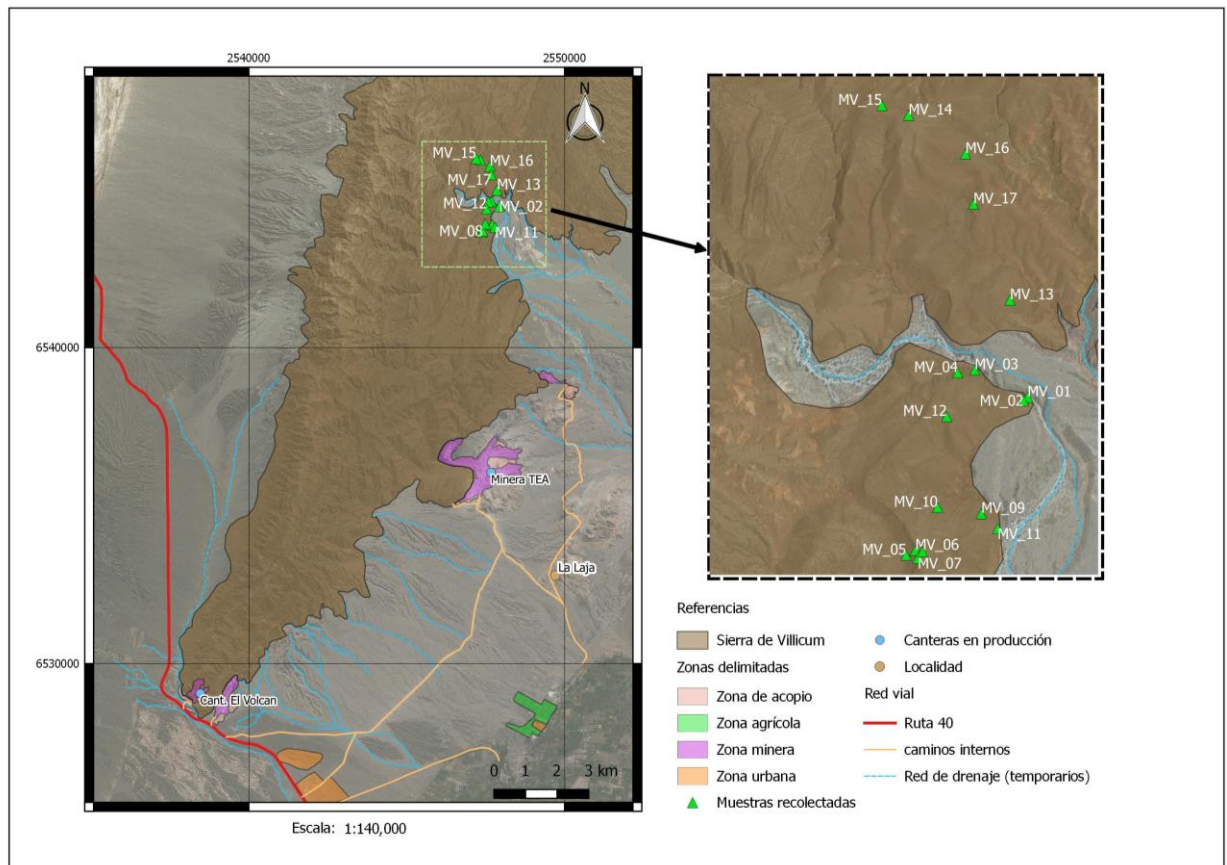 2540000
2550000
N
MV_15
MV_16
MV_17
MV_13
MV_12
MV_02
MV_08
MV_11
6540000
Minera TEA
La Laja
6530000
Cant. El Volcan
0 1 2 3 km
Escala: 1:140,000
MV_15
MV_14
MV_16
MV_17
MV_13
MV_03
MV_04
MV_01
MV_02
MV_12
MV_10
MV_09
MV_11
MV_06
MV_05
MV_07
Referencias
Sierra de Villicum
Zonas delimitadas
Zona de acopio
Zona agrícola
Zona minera
Zona urbana
Muestras recolectadas
Canteras en producción
Localidad
Red vial
Ruta 40
caminos internos
Red de drenaje (temporarios)